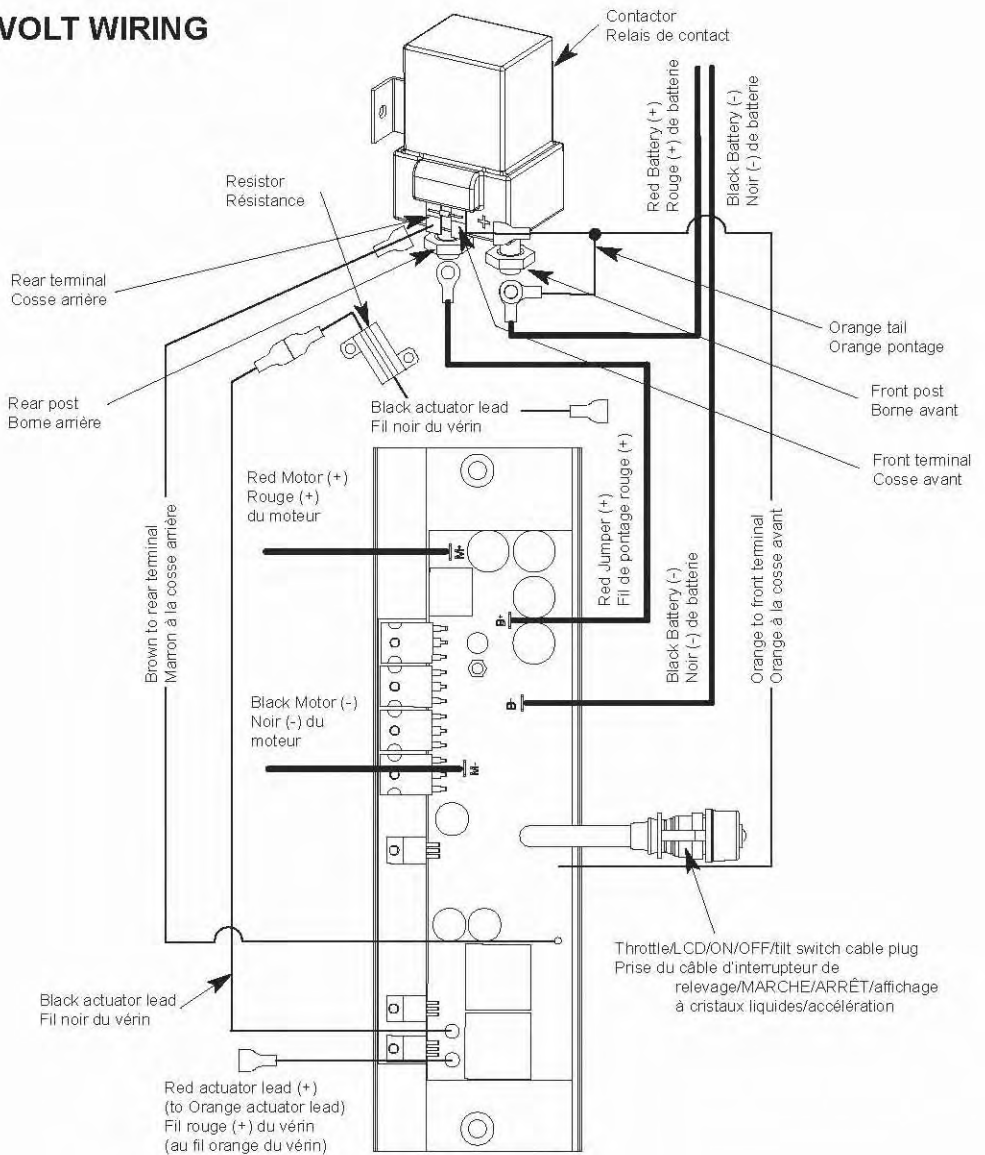 VOLT WIRING
Contactor
Relais de contact
Red Battery (+)
Rouge (+) de batterie
Black Battery (-)
Noir (-) de batterie
Resistor
Résistance
+
Rear terminal
Cosse arrière
Orange tail
Orange pontage
Rear post
Borne arrière
Front post
Borne avant
Black actuator lead
Fil noir du vérin
Front terminal
Cosse avant
Red Motor (+)
Rouge (+)
du moteur
M+
Red Jumper (+)
Fil de pontage rouge (+)
B+
Brown to rear terminal
Marron à la cosse arrière
Black Battery (-)
Noir (-) de batterie
Orange to front terminal
Orange à la cosse avant
B-
Black Motor (-)
Noir (-) du
moteur
M-
Throttle/LCD/ON/OFF/tilt switch cable plug
Prise du câble d'interrupteur de
relevage/MARCHE/ARRÊT/affichage
à cristaux liquides/accélération
Black actuator lead
Fil noir du vérin
Red actuator lead (+)
(to Orange actuator lead)
Fil rouge (+) du vérin
(au fil orange du vérin)